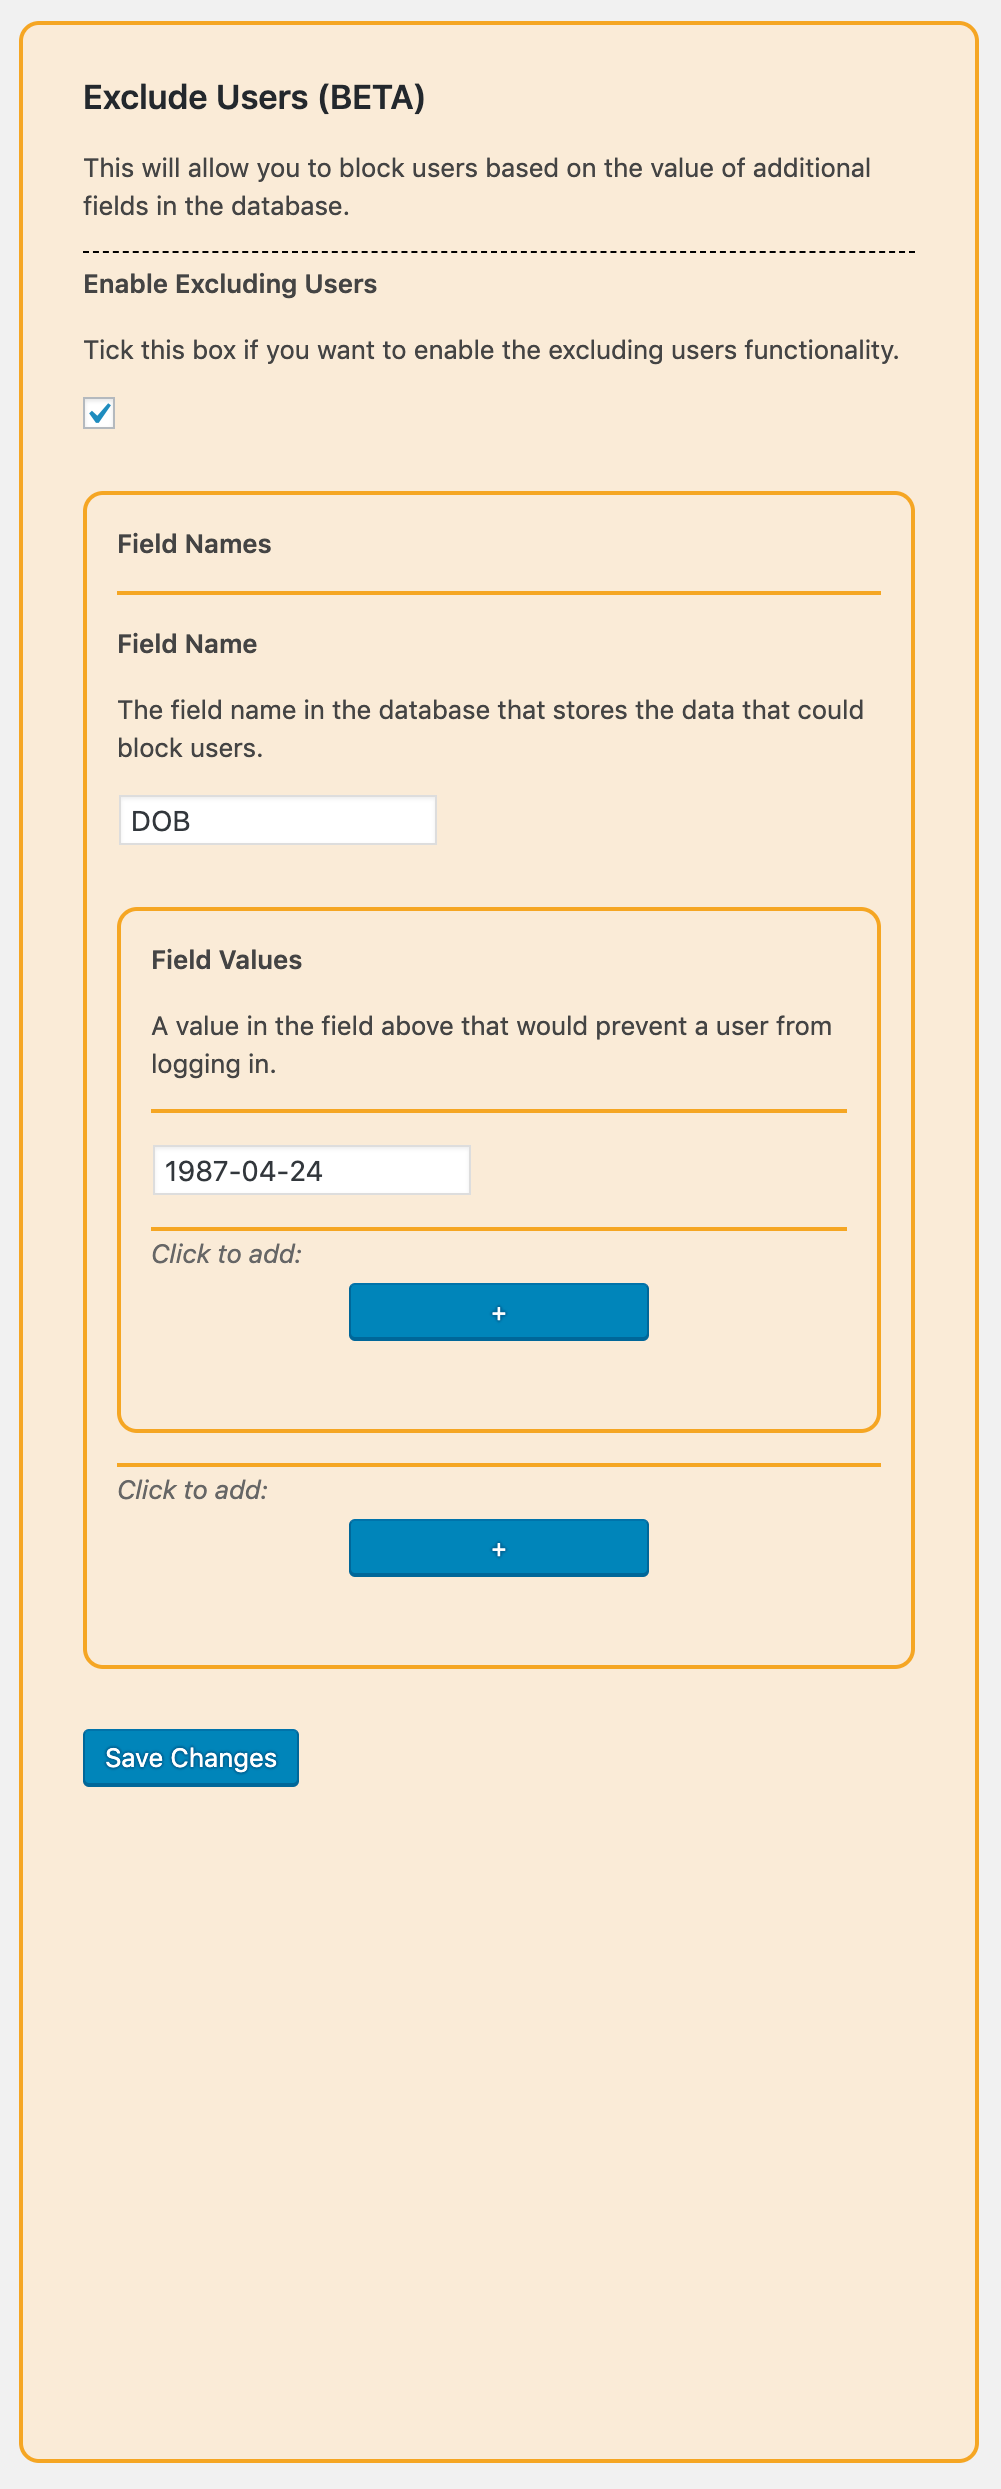 Exclude Users (BETA)
This will allow you to block users based on the value of additional
fields in the database.
Enable Excluding Users
Tick this box if you want to enable the excluding users functionality.
Field Names
Field Name
The field name in the database that stores the data that could
block users.
DOB
Field Values
A value in the field above that would prevent a user from
logging in.
1987-04-24
Click to add:
+
Click to add:
+
Save Changes